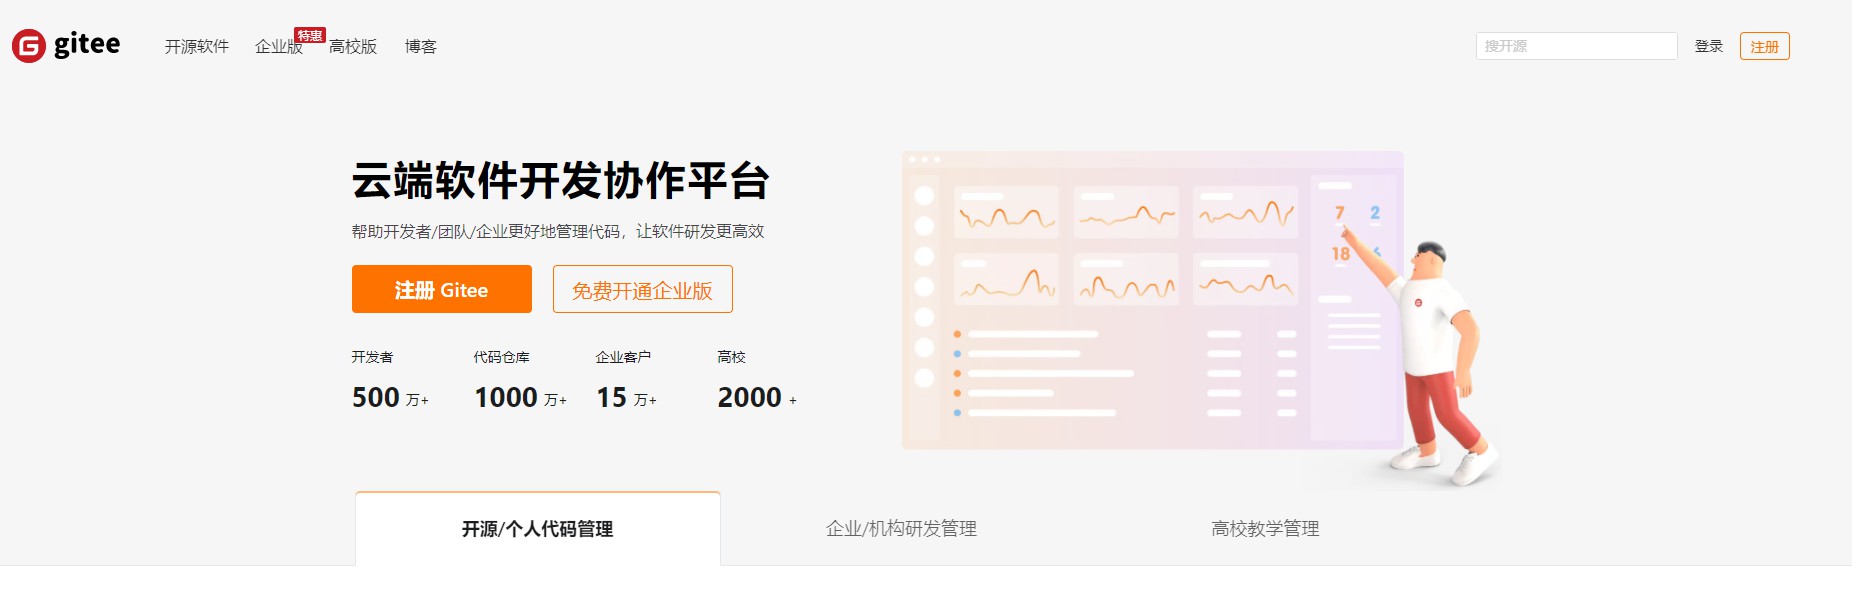 gitee
开源软件 企业版 特惠 高校版 博客 搜开源 登录 注册
云端软件开发协作平台
帮助开发者/团队/企业更好地管理代码，让软件研发更高效
注册 Gitee 免费开通企业版
开发者 代码仓库 企业客户 高校
500 万+ 1000 万+ 15 万+ 2000 +
7 2
18 6
开源/个人代码管理 企业/机构研发管理 高校教学管理